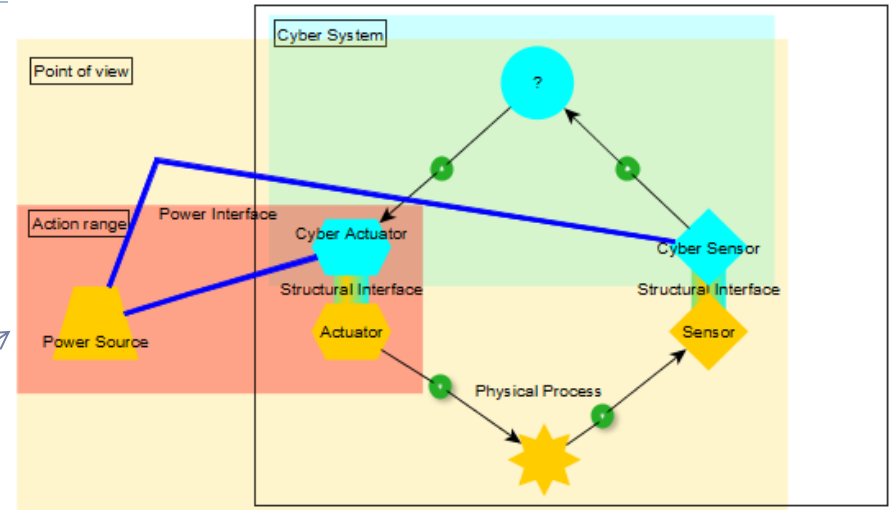 Cyber System
?
Point of view
Power Interface
Action range
Cyber Actuator
Cyber Sensor
Structural Interface
Structural Interface
Actuator
Sensor
Power Source
Physical Process